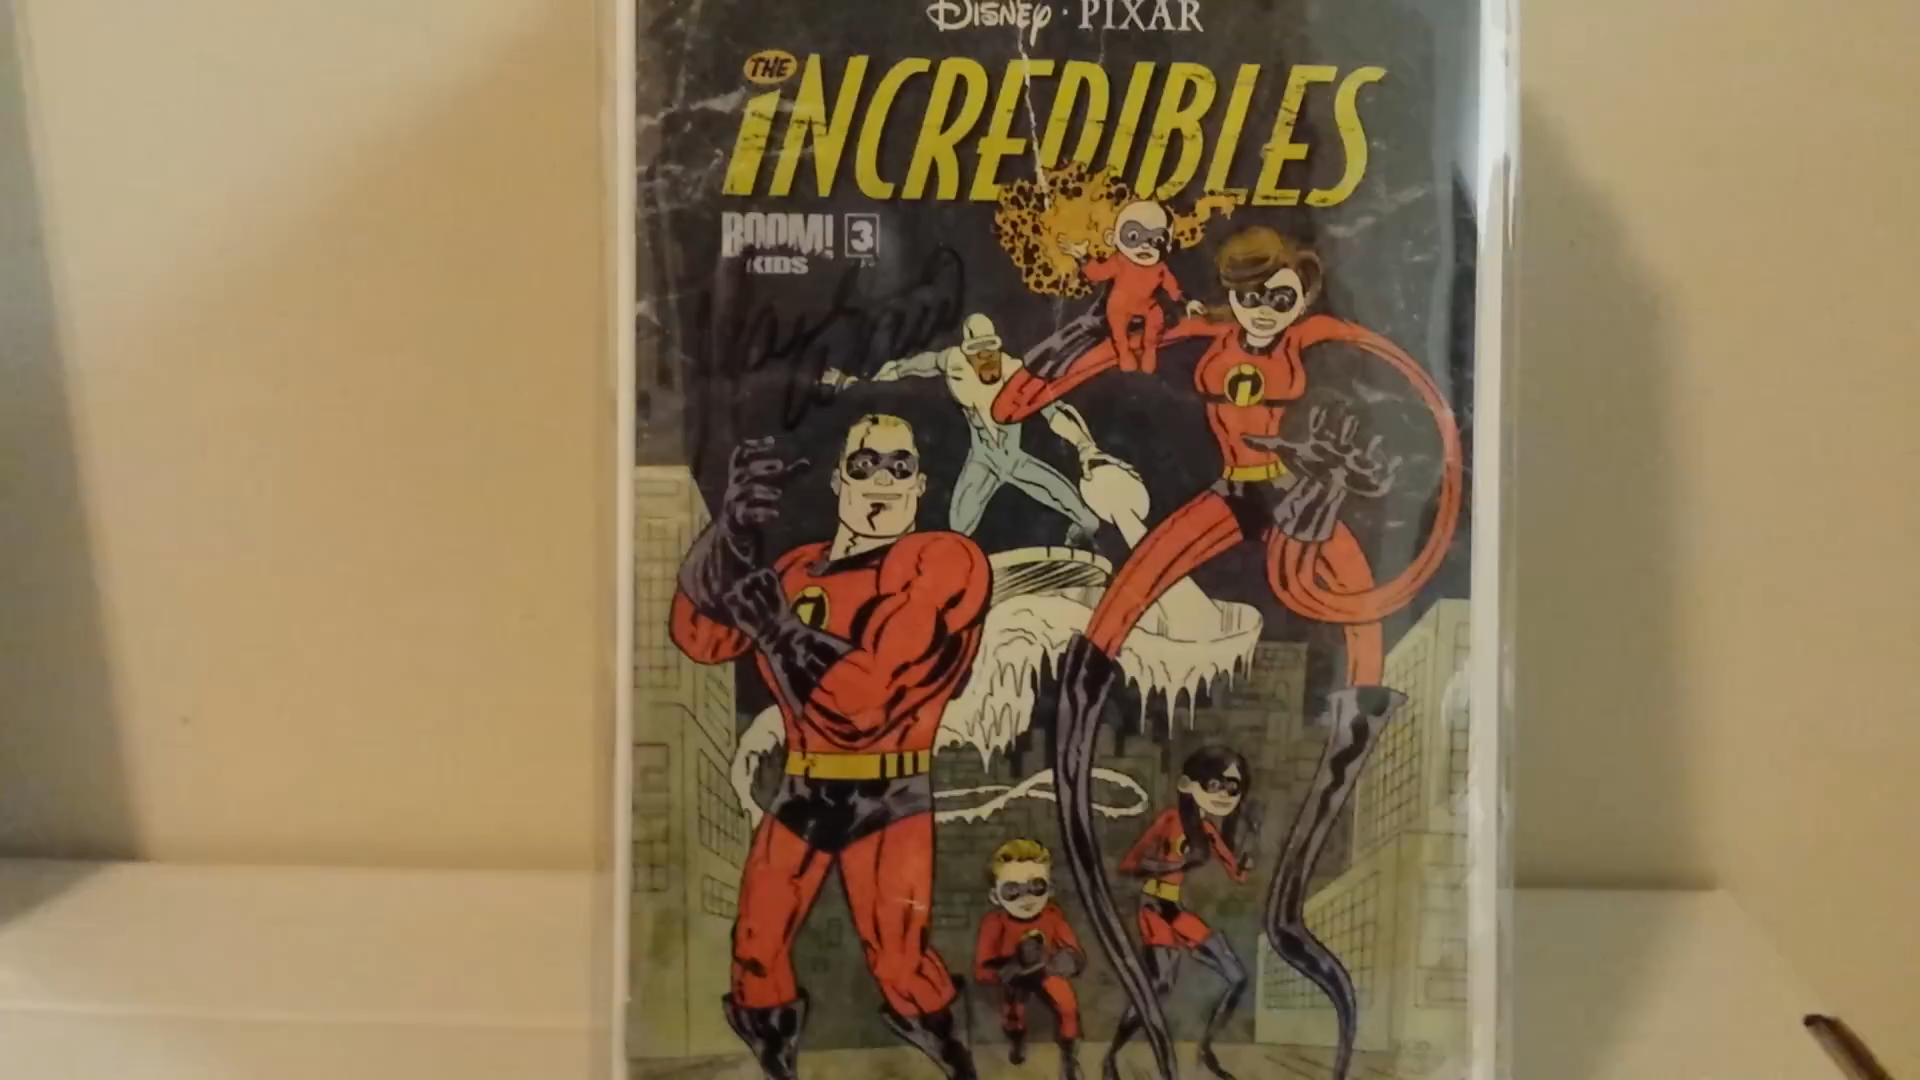 DISNEY · PIXAR
THE
iNCREDIBLES
BOOM! 3
KIDS